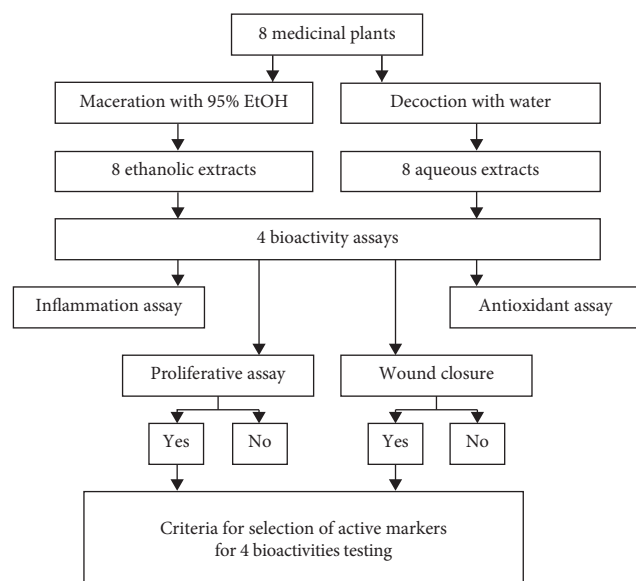 8 medicinal plants
Maceration with 95% EtOH
Decoction with water
8 ethanolic extracts
8 aqueous extracts
4 bioactivity assays
Inflammation assay
Antioxidant assay
Proliferative assay
Wound closure
Yes
No
Yes
No
Criteria for selection of active markers
for 4 bioactivities testing